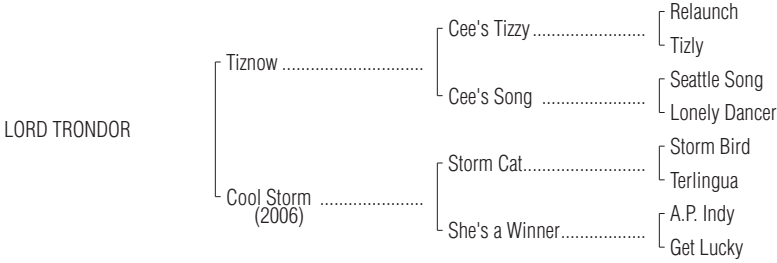 Relaunch
Cee's Tizzy ........................
Tizly
Tiznow ..............................
Seattle Song
Cee's Song ......................
Lonely Dancer
LORD TRONDOR
Storm Bird
Storm Cat..........................
Terlingua
Cool Storm ......................
(2006)
A.P. Indy
She's a Winner..................
Get Lucky